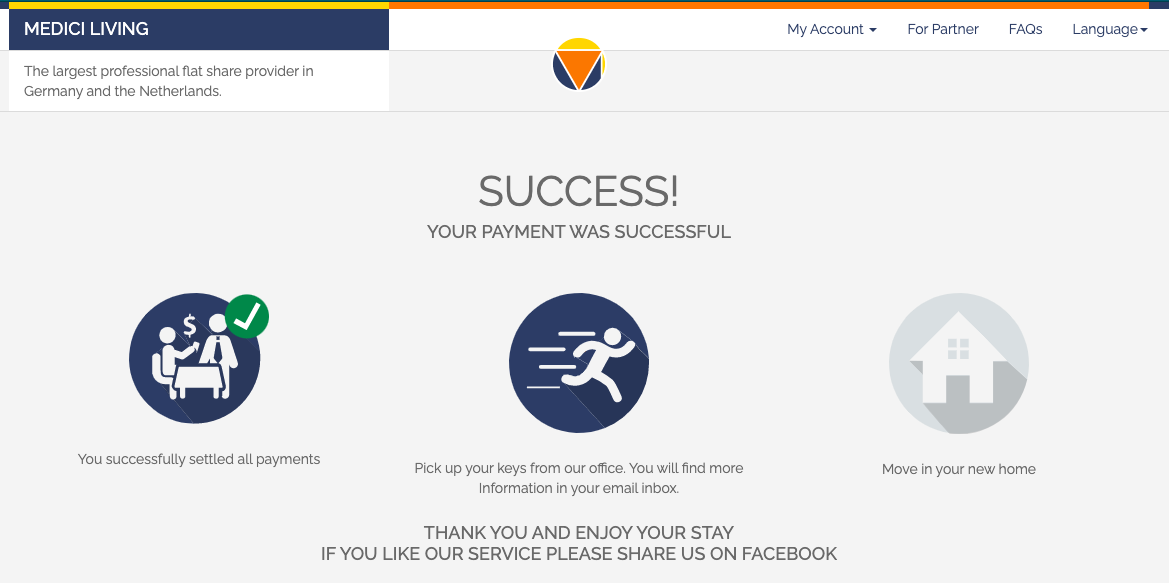 MEDICI LIVING
My Account
For Partner
FAQs
Language
The largest professional flat share provider in
Germany and the Netherlands.
SUCCESS!
YOUR PAYMENT WAS SUCCESSFUL
$
You successfully settled all payments
Pick up your keys from our office. You will find more
Information in your email inbox.
Move in your new home
THANK YOU AND ENJOY YOUR STAY
IF YOU LIKE OUR SERVICE PLEASE SHARE US ON FACEBOOK